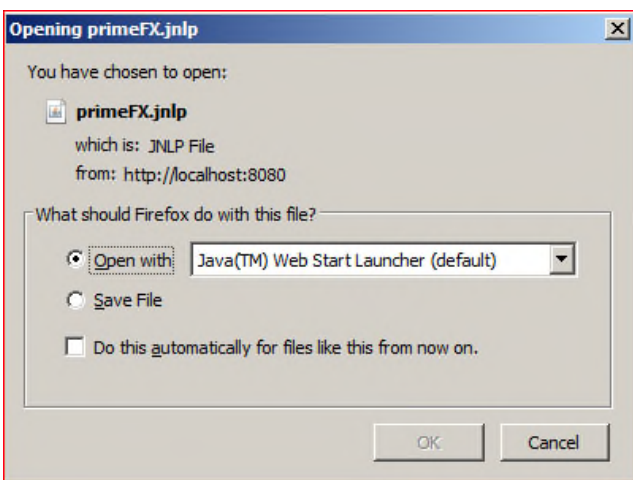 Opening primeFX.jnlp
You have chosen to open:
primeFX.jnlp
which is: JNLP File
from: http://localhost:8080
What should Firefox do with this file?
Open with Java(TM) Web Start Launcher (default)
Save File
Do this automatically for files like this from now on.
OK Cancel